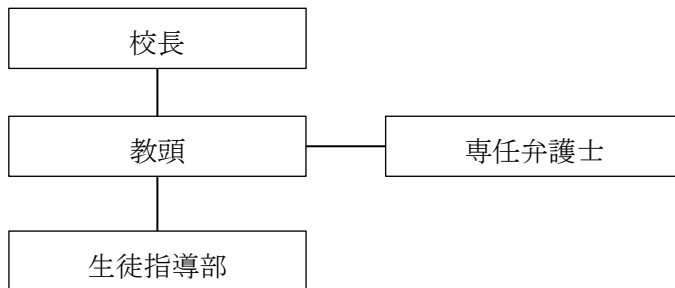 校長
教頭
専任弁護士
生徒指導部